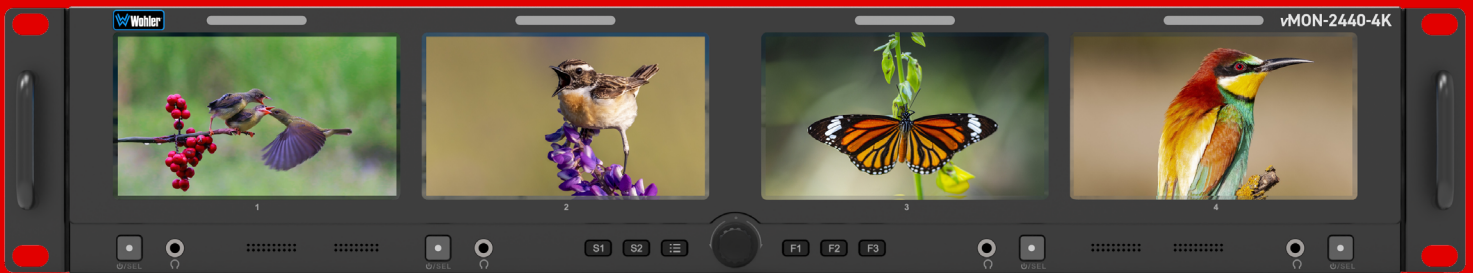 Wohler
vMON-2440-4K
1
2
3
4
S1
S2
F1
F2
F3
/SEL
/SEL
/SEL
/SEL